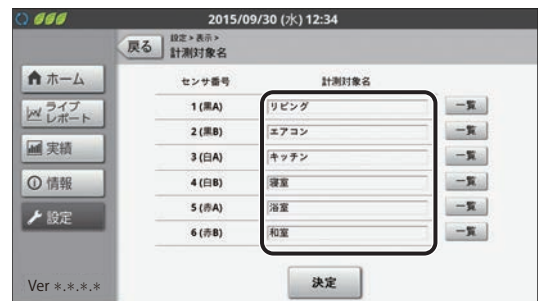 2015/09/30 (水) 12:34
戻る
設定 > 表示 >
計測対象名
ホーム
ライブ
レポート
実績
情報
設定
Ver *.*.*.*
センサ番号 計測対象名
1 (黒A) リビング 一覧
2 (黒B) エアコン 一覧
3 (白A) キッチン 一覧
4 (白B) 寝室 一覧
5 (赤A) 浴室 一覧
6 (赤B) 和室 一覧
決定